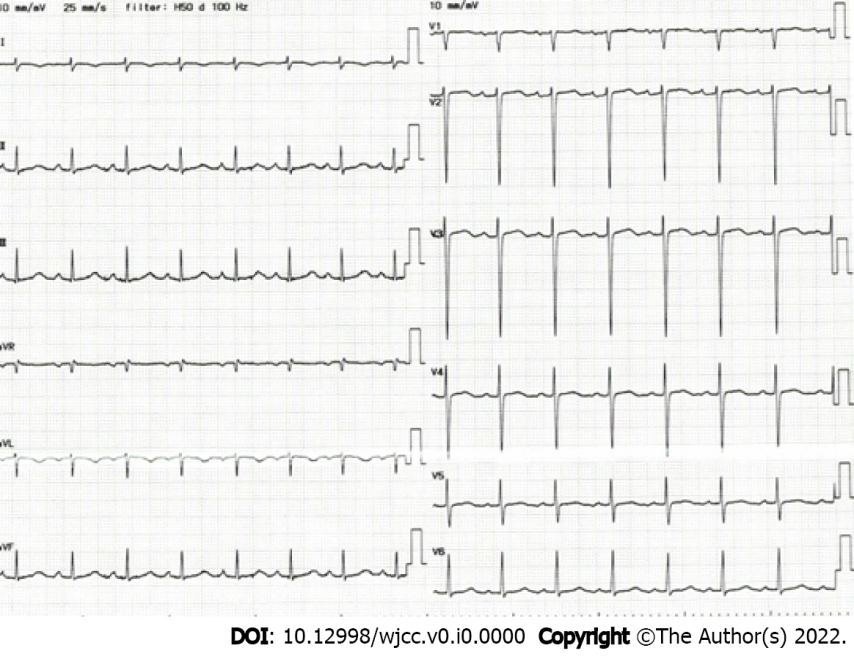 10 mm/mV 25 mm/s filter: H50 d 100 Hz
10 mm/mV
I
II
aVR
aVL
aVF
V1
V2
V3
V4
V5
V6
DOI: 10.12998/wjcc.v0.i0.0000 Copyright ©The Author(s) 2022.